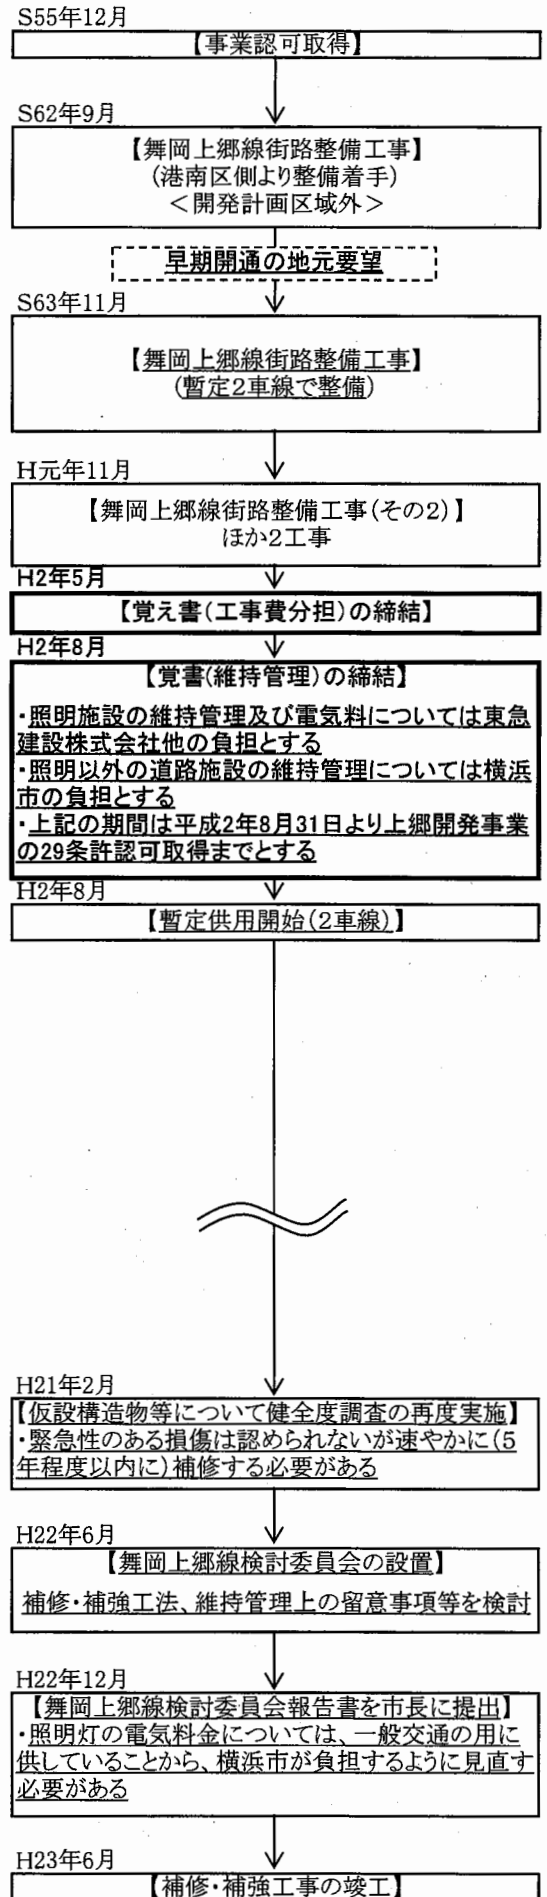 S55年12月
【事業認可取得】
S62年9月
【舞岡上郷線街路整備工事】
(港南区側より整備着手)
＜開発計画区域外＞
早期開通の地元要望
S63年11月
【舞岡上郷線街路整備工事】
(暫定2車線で整備)
H元年11月
【舞岡上郷線街路整備工事(その2)】
ほか2工事
H2年5月
【覚え書(工事費分担)の締結】
H2年8月
【覚書(維持管理)の締結】
・照明施設の維持管理及び電気料については東急
建設株式会社他の負担とする
・照明以外の道路施設の維持管理については横浜
市の負担とする
・上記の期間は平成2年8月31日より上郷開発事業
の29条許認可取得までとする
H2年8月
【暫定供用開始(2車線)】
H21年2月
【仮設構造物等について健全度調査の再度実施】
・緊急性のある損傷は認められないが速やかに(5
年程度以内に)補修する必要がある
H22年6月
【舞岡上郷線検討委員会の設置】
補修・補強工法、維持管理上の留意事項等を検討
H22年12月
【舞岡上郷線検討委員会報告書を市長に提出】
・照明灯の電気料金については、一般交通の用に
供していることから、横浜市が負担するように見直す
必要がある
H23年6月
【補修・補強工事の竣工】